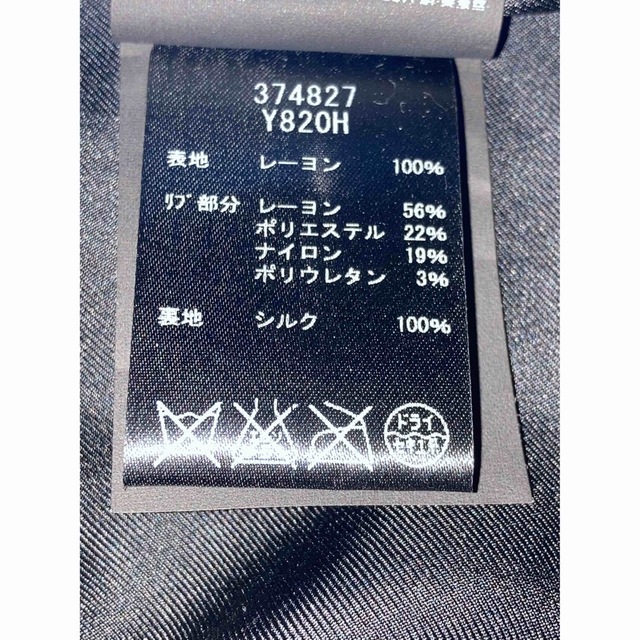 374827
Y820H
表地 レーヨン 100%
ﾘﾌﾞ部分 レーヨン 56%
ポリエステル 22%
ナイロン 19%
ポリウレタン 3%
裏地 シルク 100%
ドライ